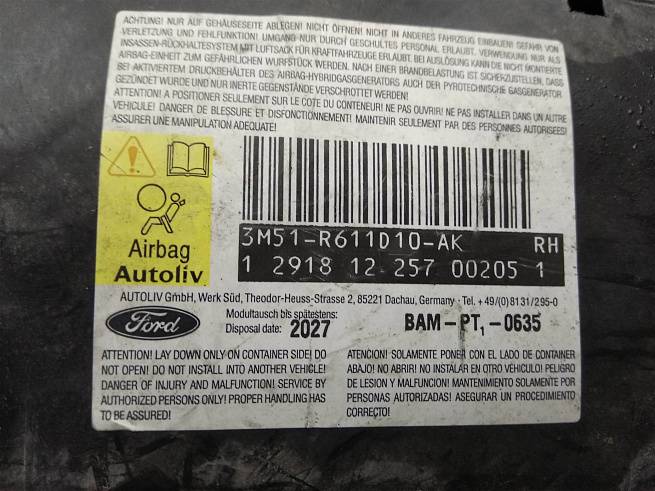 ACHTUNG! NUR AUF GEHÄUSESEITE ABLEGEN! NICHT ÖFFNEN! NICHT IN ANDERES FAHRZEUG EINBAUEN! GEFAHR VON
VERLETZUNG UND FEHLFUNKTION! UMGANG NUR DURCH GESCHULTES PERSONAL ERLAUBT. VERWENDUNG NUR ALS
INSASSEN-RÜCKHALTESYSTEM MIT LUFTSACK FÜR KRAFTFAHRZEUGE ERLAUBT. BEI AUSLÖSUNG KANN DIE NICHT MONTIERTE
AIRBAG-EINHEIT ZUM GEFÄHRLICHEN WURFSTÜCK WERDEN. NACH EINER BRANDBELASTUNG IST SICHERZUSTELLEN, DASS
BEI AKTIVIERTEM DRUCKBEHÄLTER DES AIRBAG-HYBRIDGASGENERATORS AUCH DER PYROTECHNISCHE GASGENERATOR
GEZÜNDET WURDE UND NUR INERTE GEGENSTÄNDE VERSCHROTTET WERDEN!
ATTENTION! A POSITIONER SEULEMENT SUR LE COTE DU CONTENEUR! NE PAS OUVRIR! NE PAS INSTALLER DANS UN AUTRE
VEHICULE! DANGER DE BLESSURE ET DISFONCTIONNEMENT! MAINTENIR SEULEMENT PAR DES PERSONNES AUTORISEES!
ASSURER UNE MANIPULATION ADEQUATE!
Airbag
Autoliv
3M51-R611D10-AK RH
1 2918 12 257 00205 1
AUTOLIV GmbH, Werk Süd, Theodor-Heuss-Strasse 2, 85221 Dachau, Germany · Tel. +49/(0)8131/295-0
Ford
Modultausch bis spätestens:
Disposal date: 2027
BAM-PT₁-0635
ATTENTION! LAY DOWN ONLY ON CONTAINER SIDE! DO
NOT OPEN! DO NOT INSTALL INTO ANOTHER VEHICLE!
DANGER OF INJURY AND MALFUNCTION! SERVICE BY
AUTHORIZED PERSONS ONLY! PROPER HANDLING HAS
TO BE ASSURED!
ATENCION! SOLAMENTE PONER CON EL LADO DE CONTAINER
ABAJO! NO ABRIR! NO INSTALAR EN OTRO VEHÍCULO! PELIGRO
DE LESION Y MALFUNCION! MANTENIMIENTO SOLAMENTE POR
PERSONAS AUTORIZADAS! ASEGURAR UN PROCEDIMIENTO
CORRECTO!